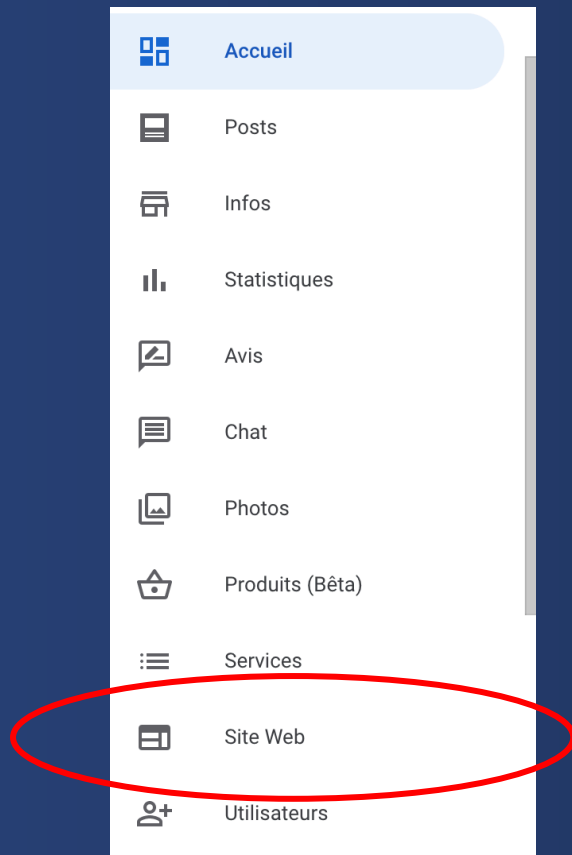 Accueil
Posts
Infos
Statistiques
Avis
Chat
Photos
Produits (Bêta)
Services
Site Web
Utilisateurs